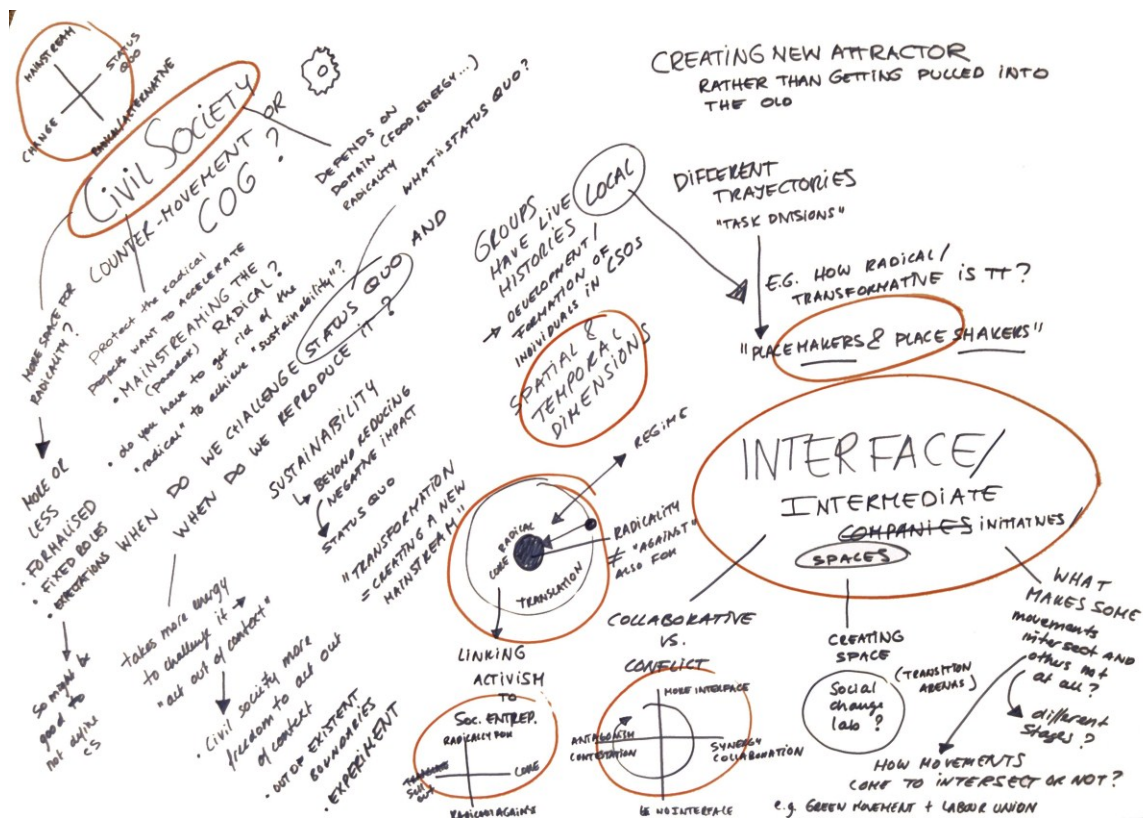 MAINSTREAM
STATUS
QUO
CHANGE
RADICAL/ALTERNATIVE
CIVIL SOCIETY OR
COUNTER-MOVEMENT ?
COG
DEPENDS ON
DOMAIN (FOOD, ENERGY...)
RADICALITY
WHAT IS STATUS QUO?
MORE SPACE FOR
RADICALITY?
MORE OR
LESS
• FORMALISED
• FIXED ROLES
• EXPECTATIONS
So might be
good to
not define
CS
protect the radical
people want to accelerate
• MAINSTREAMING THE
(paradox) RADICAL?
• do you have to get rid of the
"radical" to achieve "sustainability"?
WHEN DO WE CHALLENGE STATUS QUO AND
WHEN DO WE REPRODUCE IT?
takes more energy
to challenge it →
"act out of context"
• Civil society more
freedom to act out
of context
• OUT OF EXISTENT
BOUNDARIES
• EXPERIMENT
SUSTAINABILITY
↳ BEYOND REDUCING
NEGATIVE IMPACT
STATUS QUO
"TRANSFORMATION
= CREATING A NEW
MAINSTREAM"
GROUPS
HAVE LIVE
HISTORIES
→ DEVELOPMENT/
FORMATION OF
INDIVIDUALS IN CSOS
SPATIAL &
TEMPORAL
DIMENSIONS
LOCAL
CREATING NEW ATTRACTOR
RATHER THAN GETTING PULLED INTO
THE OLD
DIFFERENT
TRAJECTORIES
"TASK DIVISIONS"
E.G. HOW RADICAL/
TRANSFORMATIVE IS TT?
"PLACE MAKERS & PLACE SHAKERS"
REGIME
RADICAL
CORE
TRANSLATION
RADICALITY
≠ "AGAINST"
ALSO FOR
LINKING
ACTIVISM
TO
SOC. ENTREP.
RADICALLY FOR
CORE
OUT
RADICAL AGAINST
COLLABORATIVE
VS.
CONFLICT
MORE INTERFACE
ANTAGONISM
CONTESTATION
SYNERGY
COLLABORATION
NO INTERFACE
INTERFACE/
INTERMEDIATE
COMPANIES INITIATIVES/
SPACES
CREATING
SPACE
(TRANSITION
ARENAS)
Social
change
lab?
WHAT
MAKES SOME
movements
intersect AND
others not
at all?
different
stages?
HOW MOVEMENTS
COME TO INTERSECT OR NOT?
e.g. GREEN MOVEMENT + LABOUR UNION